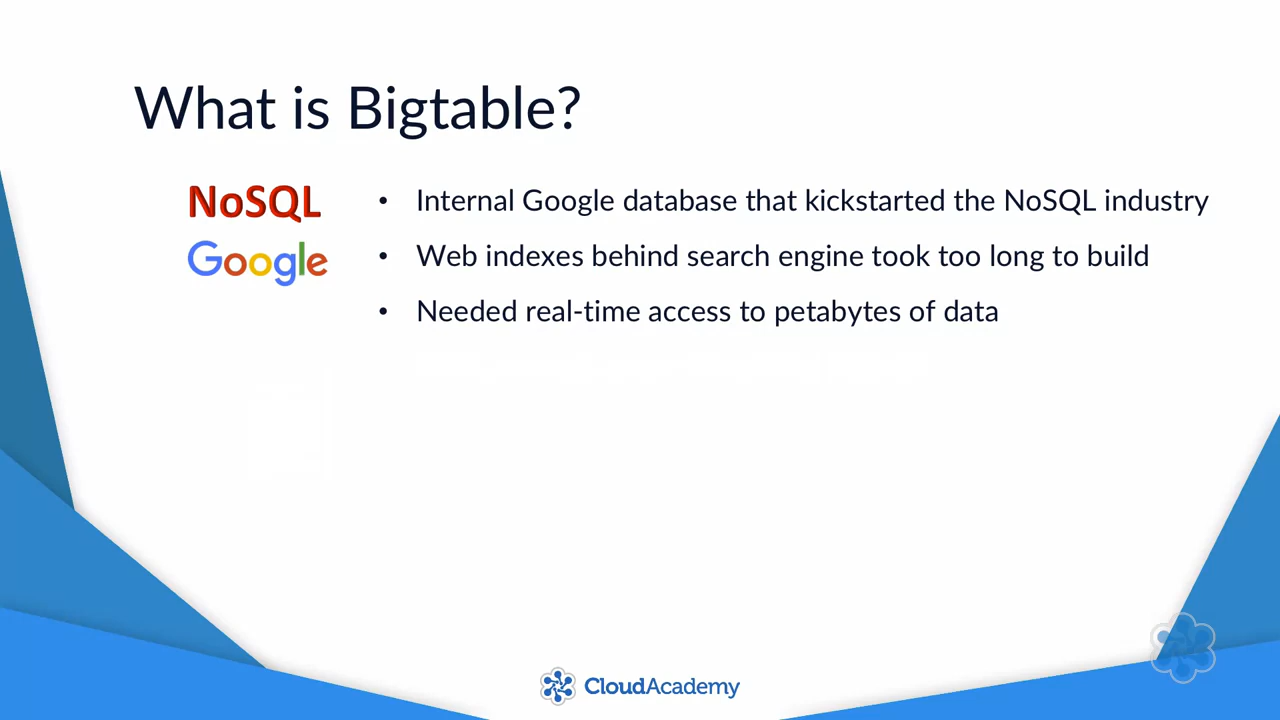 What is Bigtable?
NoSQL
Google
• Internal Google database that kickstarted the NoSQL industry
• Web indexes behind search engine took too long to build
• Needed real-time access to petabytes of data
CloudAcademy